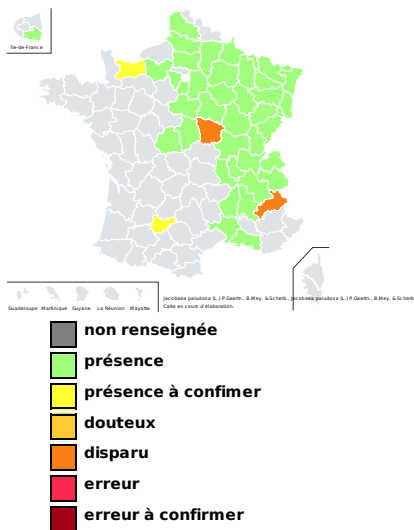 Île-de-France
Guadeloupe Martinique Guyane La Réunion Mayotte
Jacobaea paludosa (L.) P.Gaertn., B.Mey. & Scherb., Jacobaea paludosa (L.) P.Gaertn., B.Mey. & Scherb
Carte en cours d'élaboration.
non renseignée
présence
présence à confimer
douteux
disparu
erreur
erreur à confirmer